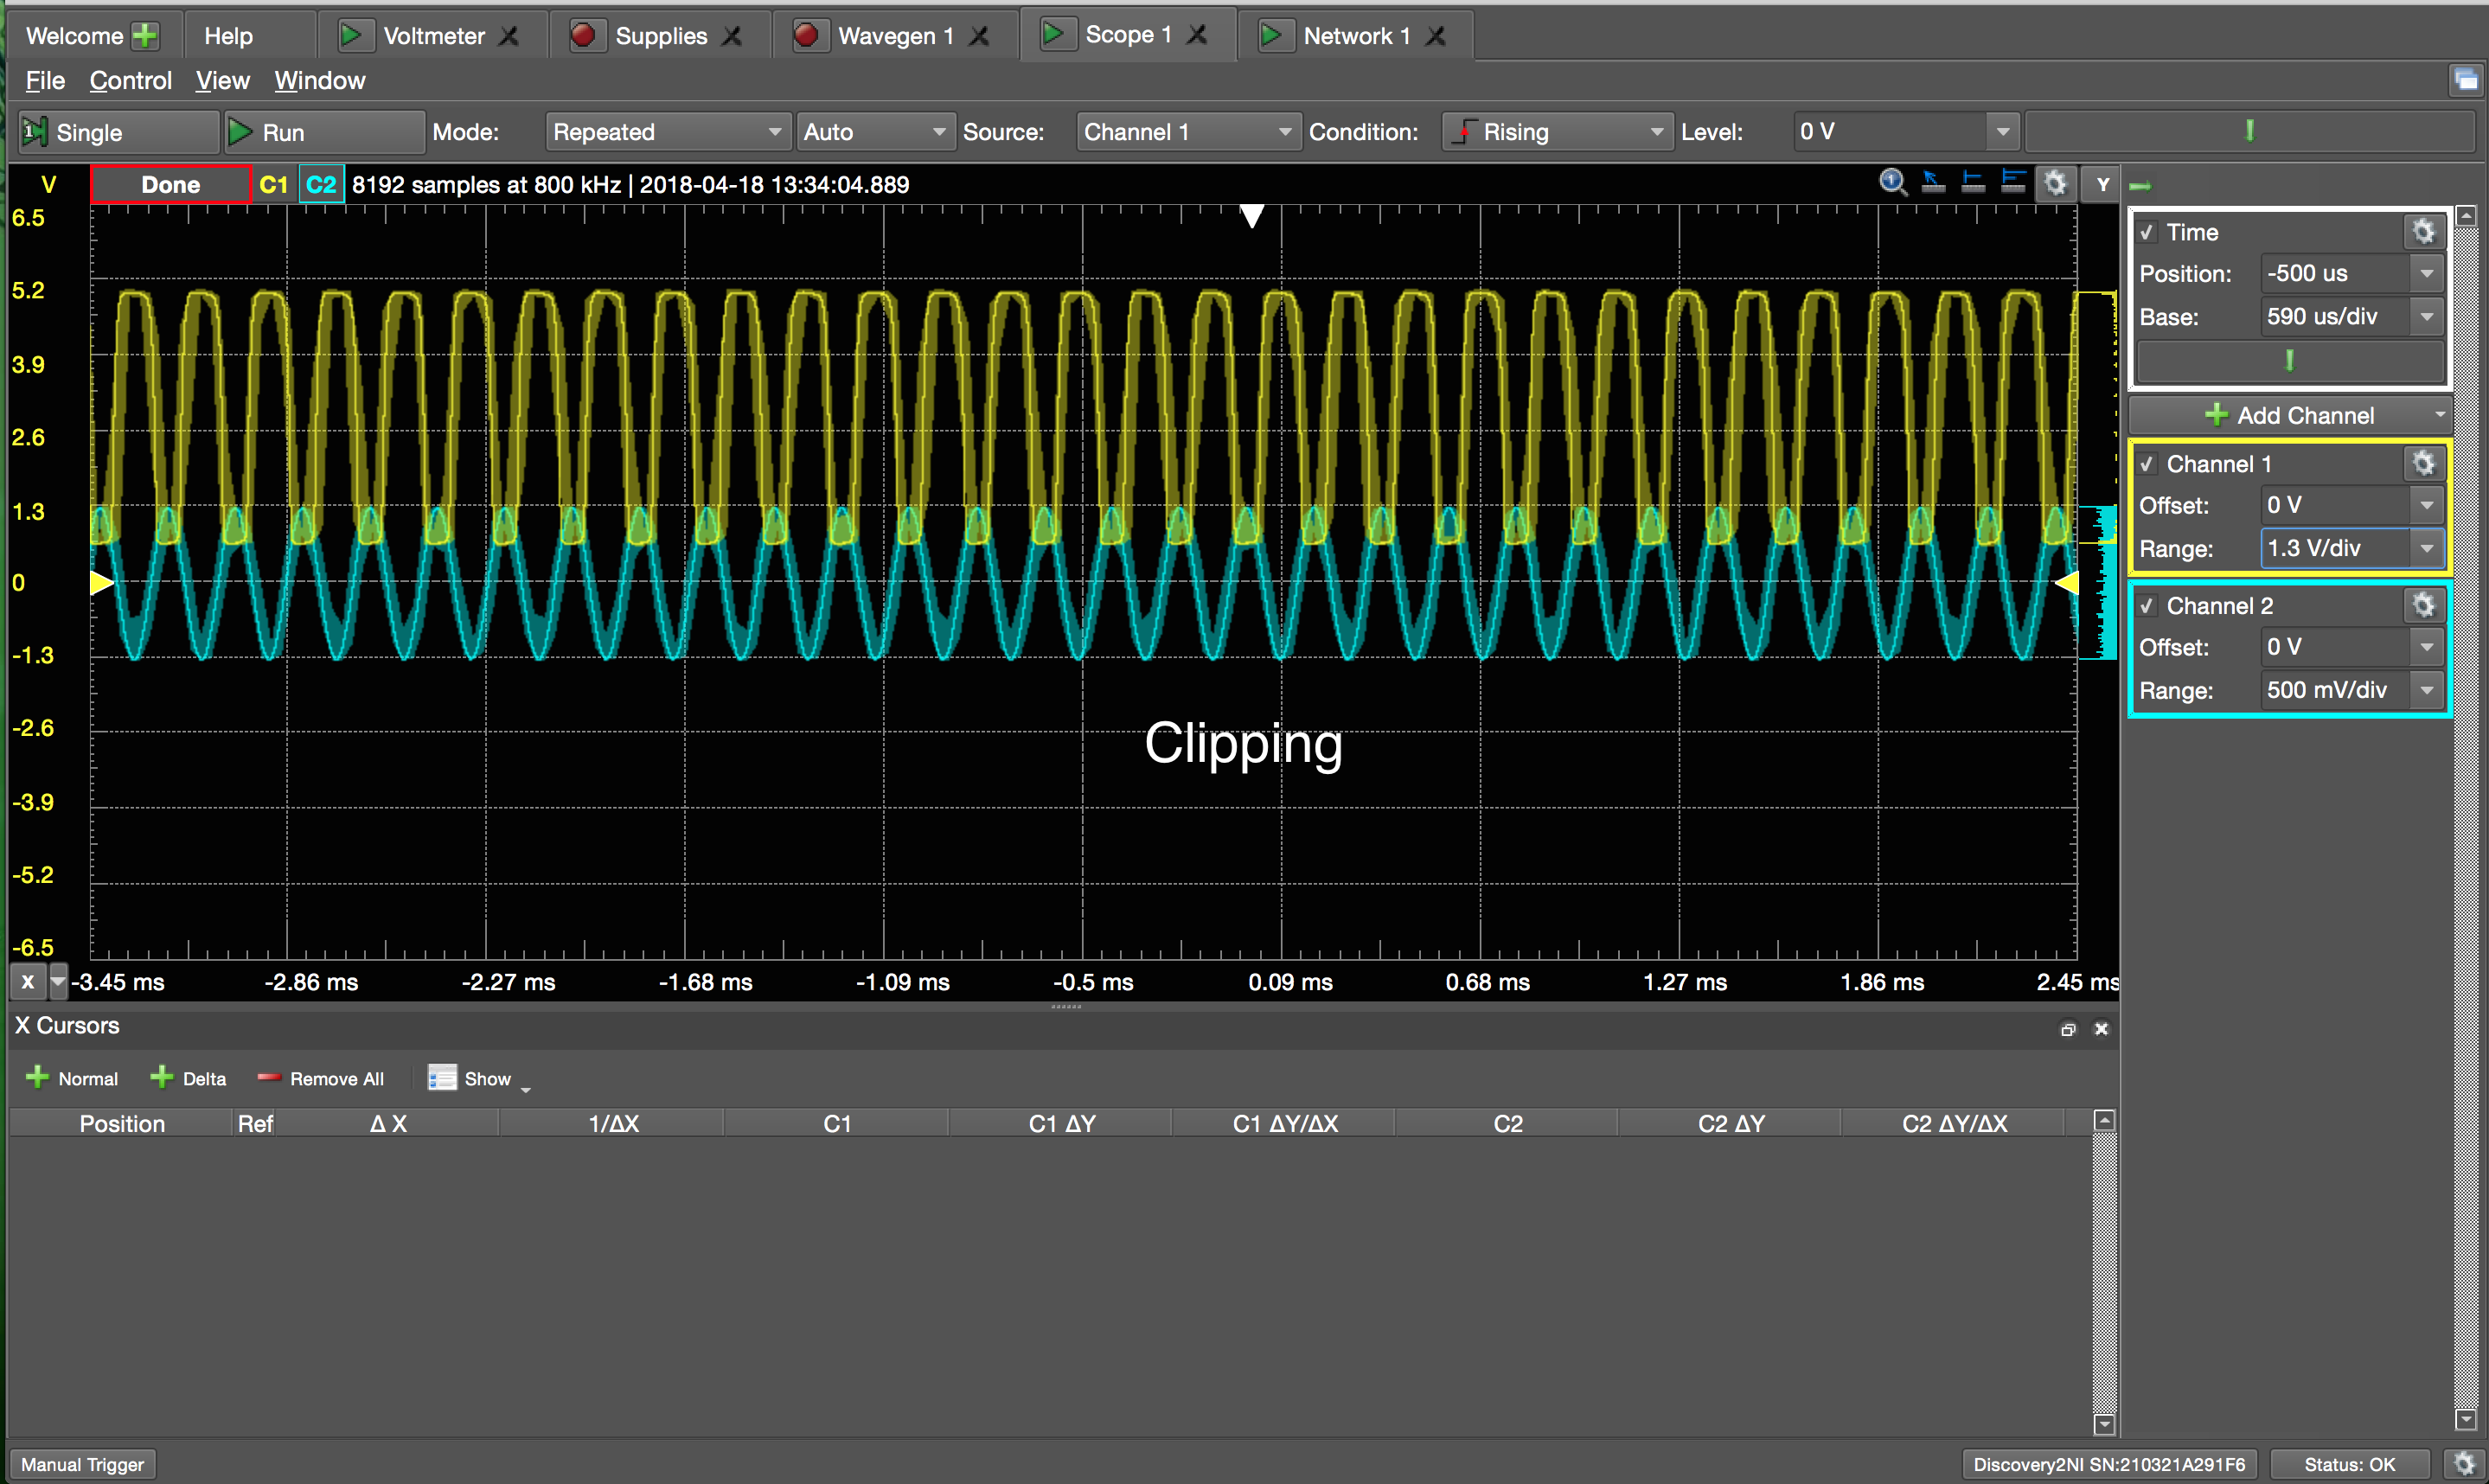 Welcome Help Voltmeter Supplies Wavegen 1 Scope 1 Network 1
File Control View Window
1 Single Run Mode: Repeated Auto Source: Channel 1 Condition: Rising Level: 0 V
V Done C1 C2 8192 samples at 800 kHz | 2018-04-18 13:34:04.889 Y
6.5
5.2
3.9
2.6
1.3
0
-1.3
-2.6
-3.9
-5.2
-6.5
Clipping
X -3.45 ms -2.86 ms -2.27 ms -1.68 ms -1.09 ms -0.5 ms 0.09 ms 0.68 ms 1.27 ms 1.86 ms 2.45 ms
Time
Position: -500 us
Base: 590 us/div
Add Channel
Channel 1
Offset: 0 V
Range: 1.3 V/div
Channel 2
Offset: 0 V
Range: 500 mV/div
X Cursors
Normal Delta Remove All Show
Position Ref Δ X 1/ΔX C1 C1 ΔY C1 ΔY/ΔX C2 C2 ΔY C2 ΔY/ΔX
Manual Trigger Discovery2NI SN:210321A291F6 Status: OK